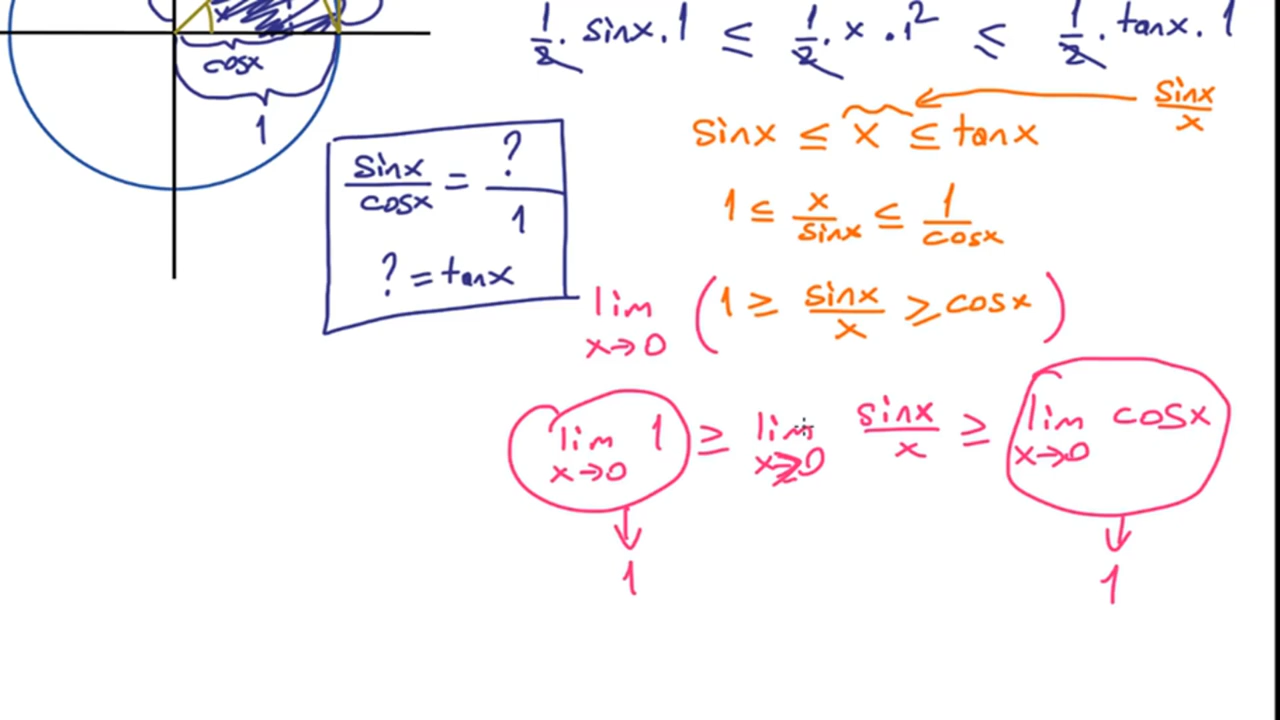 1/2 . sinx . 1 ≤ 1/2 . x . 1² ≤ 1/2 . tanx . 1
cosx
1
sinx/x
sinx ≤ x ≤ tanx
sinx/cosx = ?/1
? = tanx
1 ≤ x/sinx ≤ 1/cosx
lim x→0 ( 1 ≥ sinx/x ≥ cosx )
lim x→0 1 ≥ lim x→0 sinx/x ≥ lim x→0 cosx
1 1